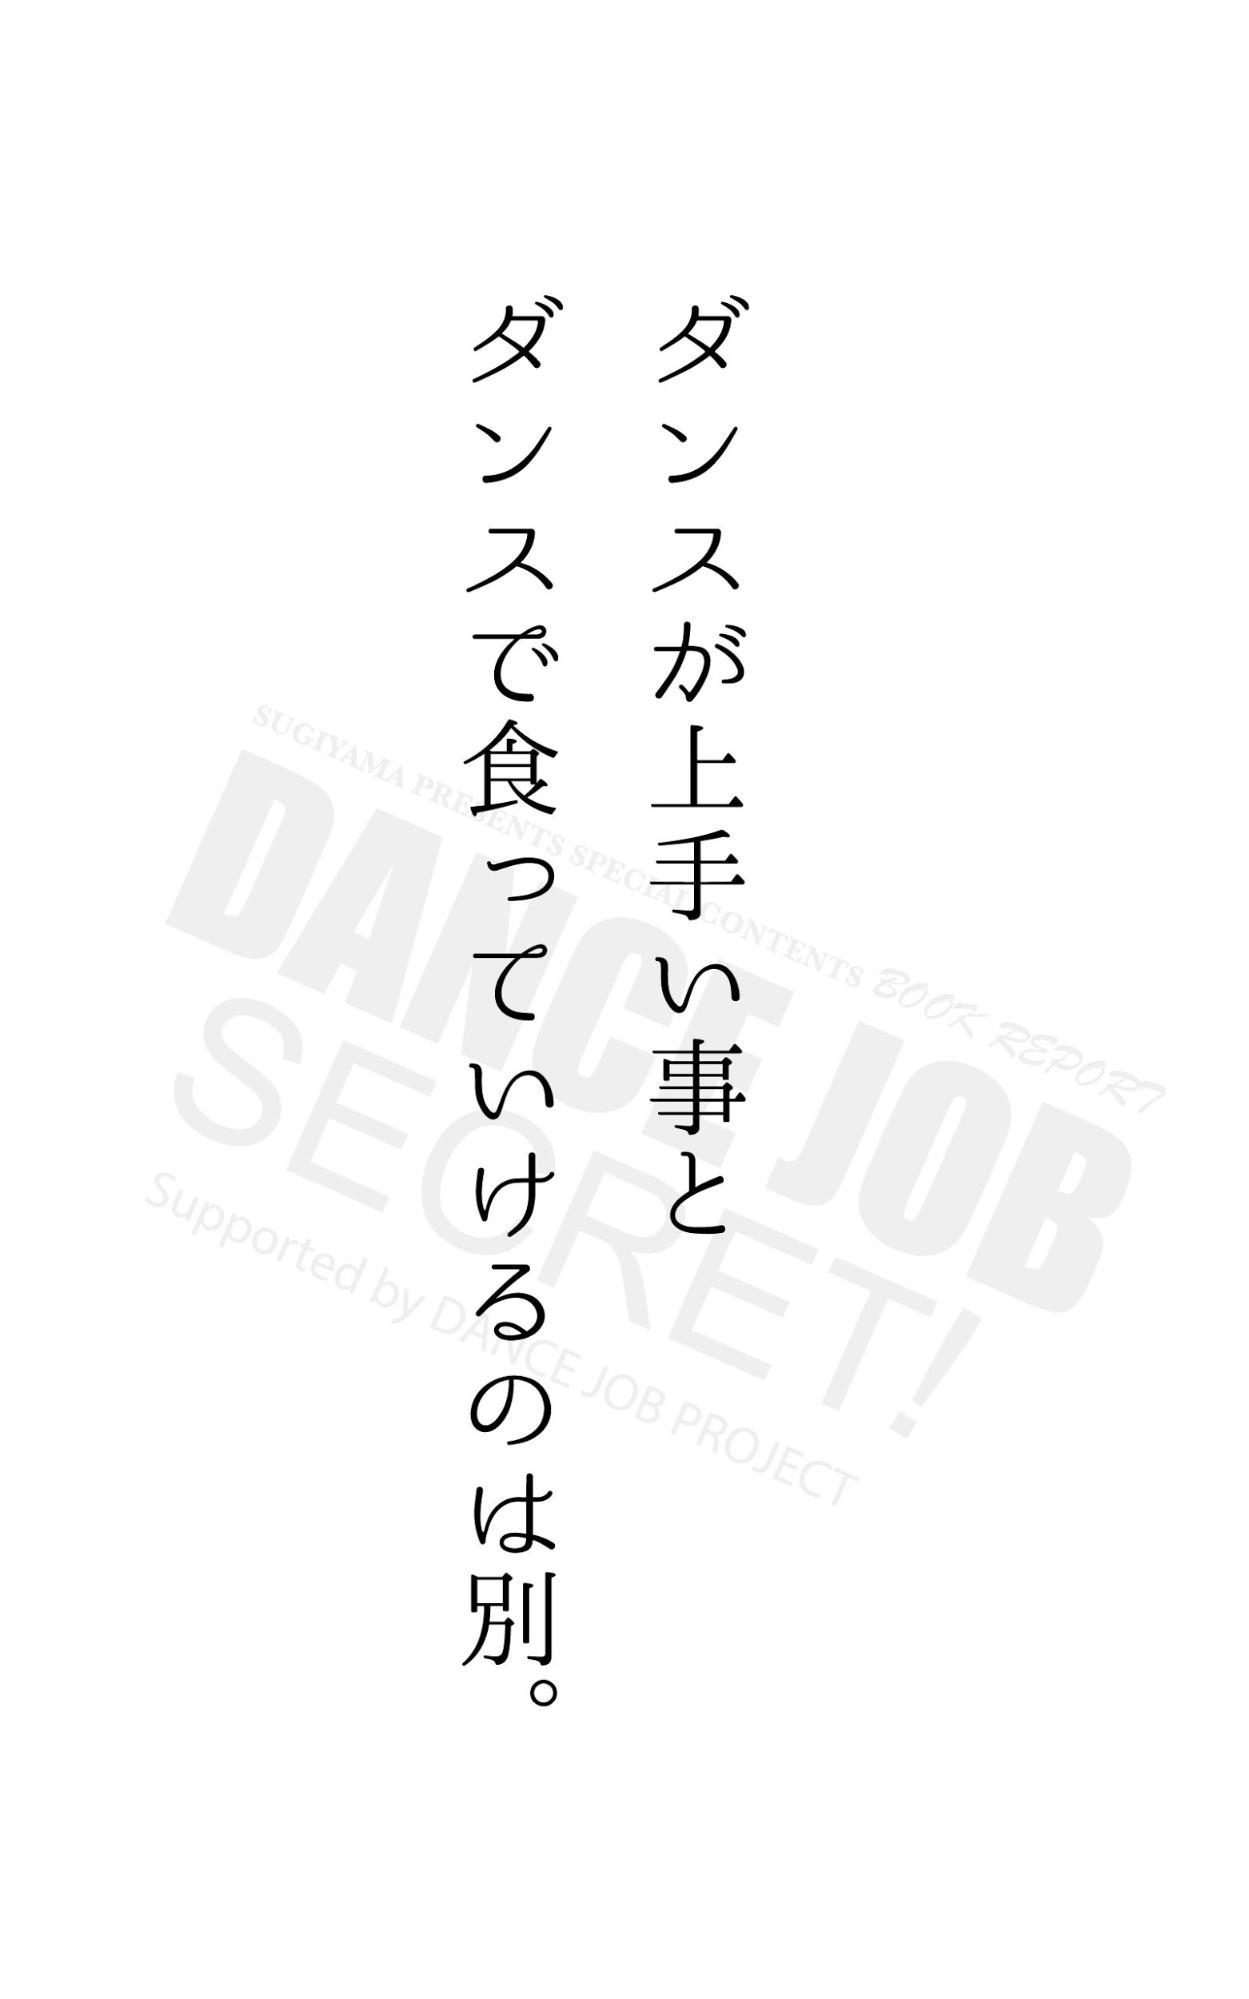 ダンスが上手い事と
ダンスで食っていけるのは別。
SUGIYAMA PRESENTS SPECIAL CONTENTS BOOK REPORT
DANCE JOB
SECRET!
Supported by DANCE JOB PROJECT